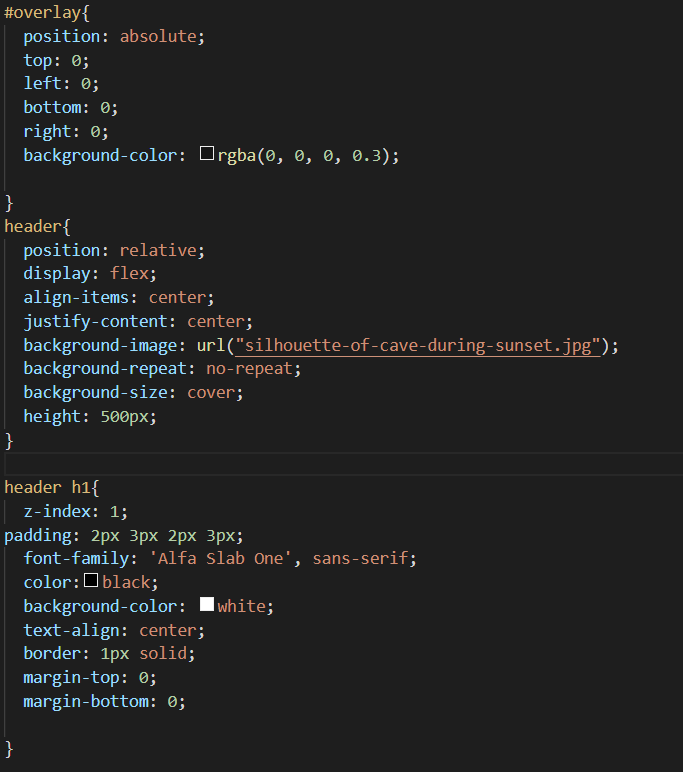 #overlay{
position: absolute;
top: 0;
left: 0;
bottom: 0;
right: 0;
background-color: rgba(0, 0, 0, 0.3);
}
header{
position: relative;
display: flex;
align-items: center;
justify-content: center;
background-image: url("silhouette-of-cave-during-sunset.jpg");
background-repeat: no-repeat;
background-size: cover;
height: 500px;
}
header h1{
z-index: 1;
padding: 2px 3px 2px 3px;
font-family: 'Alfa Slab One', sans-serif;
color: black;
background-color: white;
text-align: center;
border: 1px solid;
margin-top: 0;
margin-bottom: 0;
}